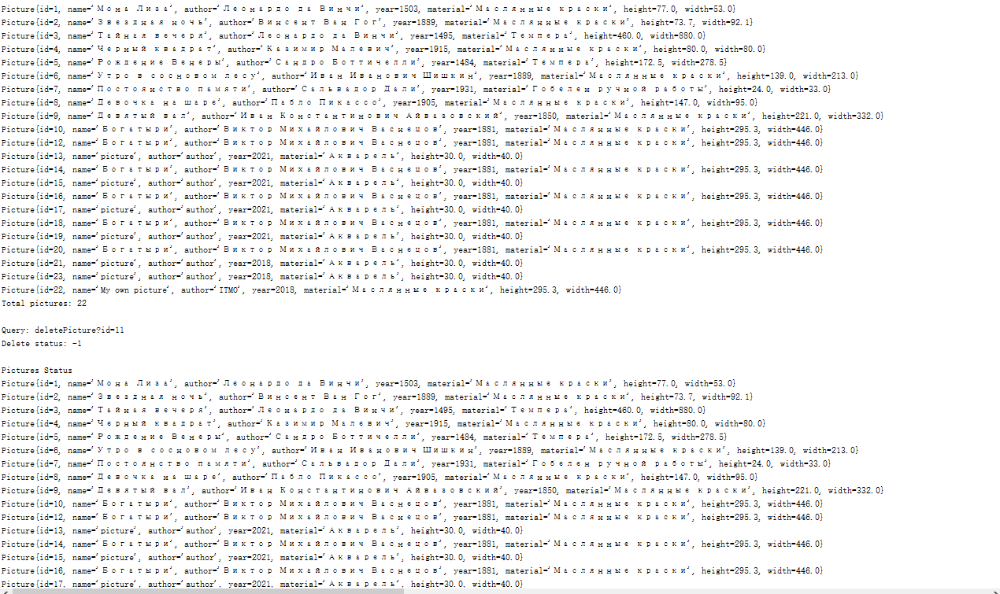 Picture{id=1, name='Мона Лиза', author='Леонардо да Винчи', year=1503, material='Маслянные краски', height=77.0, width=53.0}
Picture{id=2, name='Звездная ночь', author='Винсент Ван Гог', year=1889, material='Маслянные краски', height=73.7, width=92.1}
Picture{id=3, name='Тайная вечеря', author='Леонардо да Винчи', year=1495, material='Темпера', height=460.0, width=880.0}
Picture{id=4, name='Черный квадрат', author='Казимир Малевич', year=1915, material='Маслянные краски', height=80.0, width=80.0}
Picture{id=5, name='Рождение Венеры', author='Сандро Боттичелли', year=1484, material='Темпера', height=172.5, width=278.5}
Picture{id=6, name='Утро в сосновом лесу', author='Иван Иванович Шишкин', year=1889, material='Маслянные краски', height=139.0, width=213.0}
Picture{id=7, name='Постоянство памяти', author='Сальвадор Дали', year=1931, material='Гобелен ручной работы', height=24.0, width=33.0}
Picture{id=8, name='Девочка на шаре', author='Пабло Пикассо', year=1905, material='Маслянные краски', height=147.0, width=95.0}
Picture{id=9, name='Девятый вал', author='Иван Константинович Айвазовский', year=1850, material='Маслянные краски', height=221.0, width=332.0}
Picture{id=10, name='Богатыри', author='Виктор Михайлович Васнецов', year=1881, material='Маслянные краски', height=295.3, width=446.0}
Picture{id=12, name='Богатыри', author='Виктор Михайлович Васнецов', year=1881, material='Маслянные краски', height=295.3, width=446.0}
Picture{id=13, name='picture', author='author', year=2021, material='Акварель', height=30.0, width=40.0}
Picture{id=14, name='Богатыри', author='Виктор Михайлович Васнецов', year=1881, material='Маслянные краски', height=295.3, width=446.0}
Picture{id=15, name='picture', author='author', year=2021, material='Акварель', height=30.0, width=40.0}
Picture{id=16, name='Богатыри', author='Виктор Михайлович Васнецов', year=1881, material='Маслянные краски', height=295.3, width=446.0}
Picture{id=17, name='picture', author='author', year=2021, material='Акварель', height=30.0, width=40.0}
Picture{id=18, name='Богатыри', author='Виктор Михайлович Васнецов', year=1881, material='Маслянные краски', height=295.3, width=446.0}
Picture{id=19, name='picture', author='author', year=2021, material='Акварель', height=30.0, width=40.0}
Picture{id=20, name='Богатыри', author='Виктор Михайлович Васнецов', year=1881, material='Маслянные краски', height=295.3, width=446.0}
Picture{id=21, name='picture', author='author', year=2018, material='Акварель', height=30.0, width=40.0}
Picture{id=23, name='picture', author='author', year=2018, material='Акварель', height=30.0, width=40.0}
Picture{id=22, name='My own picture', author='ITMO', year=2018, material='Маслянные краски', height=295.3, width=446.0}
Total pictures: 22
Query: deletePicture?id=11
Delete status: -1
Pictures Status
Picture{id=1, name='Мона Лиза', author='Леонардо да Винчи', year=1503, material='Маслянные краски', height=77.0, width=53.0}
Picture{id=2, name='Звездная ночь', author='Винсент Ван Гог', year=1889, material='Маслянные краски', height=73.7, width=92.1}
Picture{id=3, name='Тайная вечеря', author='Леонардо да Винчи', year=1495, material='Темпера', height=460.0, width=880.0}
Picture{id=4, name='Черный квадрат', author='Казимир Малевич', year=1915, material='Маслянные краски', height=80.0, width=80.0}
Picture{id=5, name='Рождение Венеры', author='Сандро Боттичелли', year=1484, material='Темпера', height=172.5, width=278.5}
Picture{id=6, name='Утро в сосновом лесу', author='Иван Иванович Шишкин', year=1889, material='Маслянные краски', height=139.0, width=213.0}
Picture{id=7, name='Постоянство памяти', author='Сальвадор Дали', year=1931, material='Гобелен ручной работы', height=24.0, width=33.0}
Picture{id=8, name='Девочка на шаре', author='Пабло Пикассо', year=1905, material='Маслянные краски', height=147.0, width=95.0}
Picture{id=9, name='Девятый вал', author='Иван Константинович Айвазовский', year=1850, material='Маслянные краски', height=221.0, width=332.0}
Picture{id=10, name='Богатыри', author='Виктор Михайлович Васнецов', year=1881, material='Маслянные краски', height=295.3, width=446.0}
Picture{id=12, name='Богатыри', author='Виктор Михайлович Васнецов', year=1881, material='Маслянные краски', height=295.3, width=446.0}
Picture{id=13, name='picture', author='author', year=2021, material='Акварель', height=30.0, width=40.0}
Picture{id=14, name='Богатыри', author='Виктор Михайлович Васнецов', year=1881, material='Маслянные краски', height=295.3, width=446.0}
Picture{id=15, name='picture', author='author', year=2021, material='Акварель', height=30.0, width=40.0}
Picture{id=16, name='Богатыри', author='Виктор Михайлович Васнецов', year=1881, material='Маслянные краски', height=295.3, width=446.0}
Picture{id=17, name='picture', author='author', year=2021, material='Акварель', height=30.0, width=40.0}